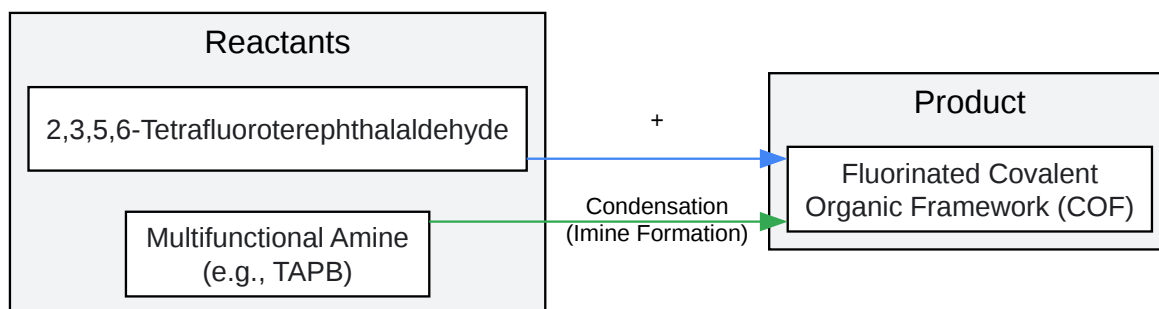 Reactants
2,3,5,6-Tetrafluoroterephthalaldehyde
Multifunctional Amine
(e.g., TAPB)
+
Condensation
(Imine Formation)
Product
Fluorinated Covalent
Organic Framework (COF)